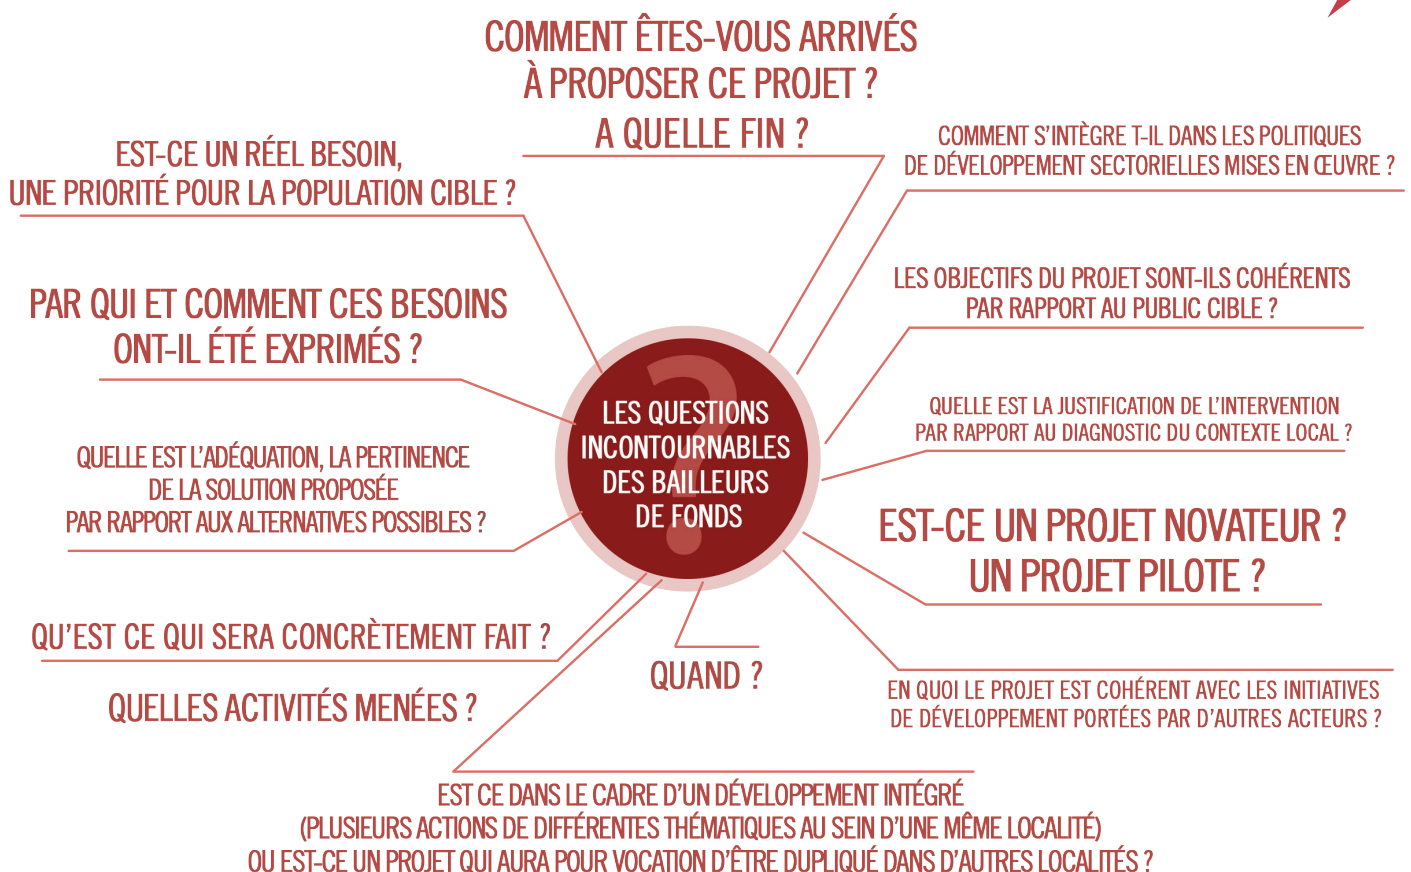 COMMENT ÊTES-VOUS ARRIVÉS
À PROPOSER CE PROJET ?
A QUELLE FIN ?
EST-CE UN RÉEL BESOIN,
UNE PRIORITÉ POUR LA POPULATION CIBLE ?
COMMENT S'INTÈGRE T-IL DANS LES POLITIQUES
DE DÉVELOPPEMENT SECTORIELLES MISES EN ŒUVRE ?
PAR QUI ET COMMENT CES BESOINS
ONT-IL ÉTÉ EXPRIMÉS ?
LES OBJECTIFS DU PROJET SONT-ILS COHÉRENTS
PAR RAPPORT AU PUBLIC CIBLE ?
LES QUESTIONS
INCONTOURNABLES
DES BAILLEURS
DE FONDS
QUELLE EST L'ADÉQUATION, LA PERTINENCE
DE LA SOLUTION PROPOSÉE
PAR RAPPORT AUX ALTERNATIVES POSSIBLES ?
QUELLE EST LA JUSTIFICATION DE L'INTERVENTION
PAR RAPPORT AU DIAGNOSTIC DU CONTEXTE LOCAL ?
EST-CE UN PROJET NOVATEUR ?
UN PROJET PILOTE ?
QU'EST CE QUI SERA CONCRÈTEMENT FAIT ?
QUELLES ACTIVITÉS MENÉES ?
QUAND ?
EN QUOI LE PROJET EST COHÉRENT AVEC LES INITIATIVES
DE DÉVELOPPEMENT PORTÉES PAR D'AUTRES ACTEURS ?
EST CE DANS LE CADRE D'UN DÉVELOPPEMENT INTÉGRÉ
(PLUSIEURS ACTIONS DE DIFFÉRENTES THÉMATIQUES AU SEIN D'UNE MÊME LOCALITÉ)
OU EST-CE UN PROJET QUI AURA POUR VOCATION D'ÊTRE DUPLIQUÉ DANS D'AUTRES LOCALITÉS ?